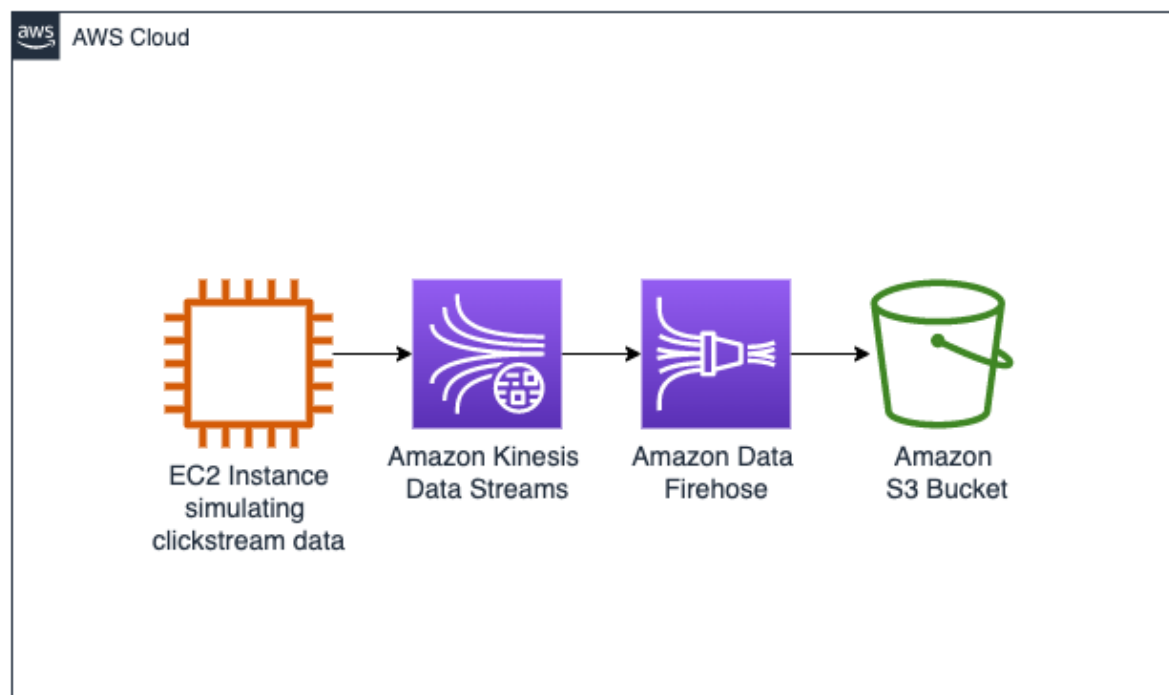 aws
AWS Cloud
EC2 Instance
simulating
clickstream data
Amazon Kinesis
Data Streams
Amazon Data
Firehose
Amazon
S3 Bucket